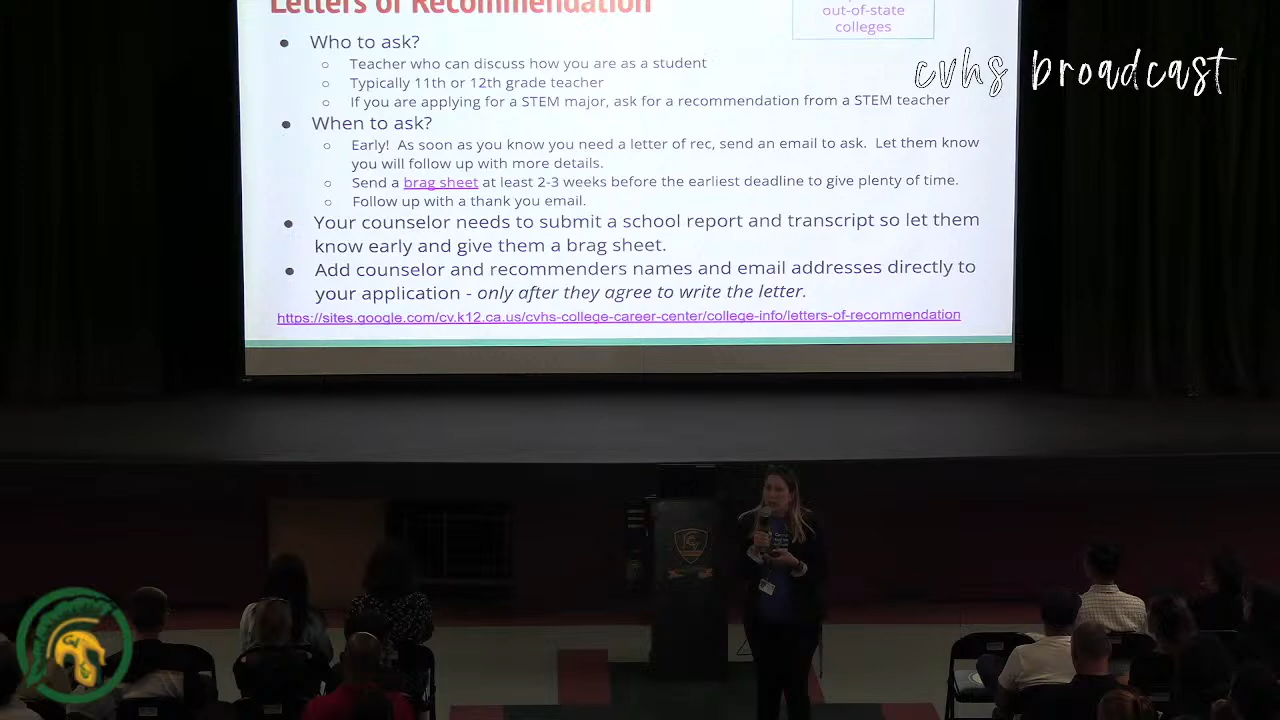 Letters of Recommendation
out-of-state
colleges
cvhs broadcast
Who to ask?
Teacher who can discuss how you are as a student
Typically 11th or 12th grade teacher
If you are applying for a STEM major, ask for a recommendation from a STEM teacher
When to ask?
Early! As soon as you know you need a letter of rec, send an email to ask. Let them know
you will follow up with more details.
Send a brag sheet at least 2-3 weeks before the earliest deadline to give plenty of time.
Follow up with a thank you email.
Your counselor needs to submit a school report and transcript so let them
know early and give them a brag sheet.
Add counselor and recommenders names and email addresses directly to
your application - only after they agree to write the letter.
https://sites.google.com/cv.k12.ca.us/cvhs-college-career-center/college-info/letters-of-recommendation
CV